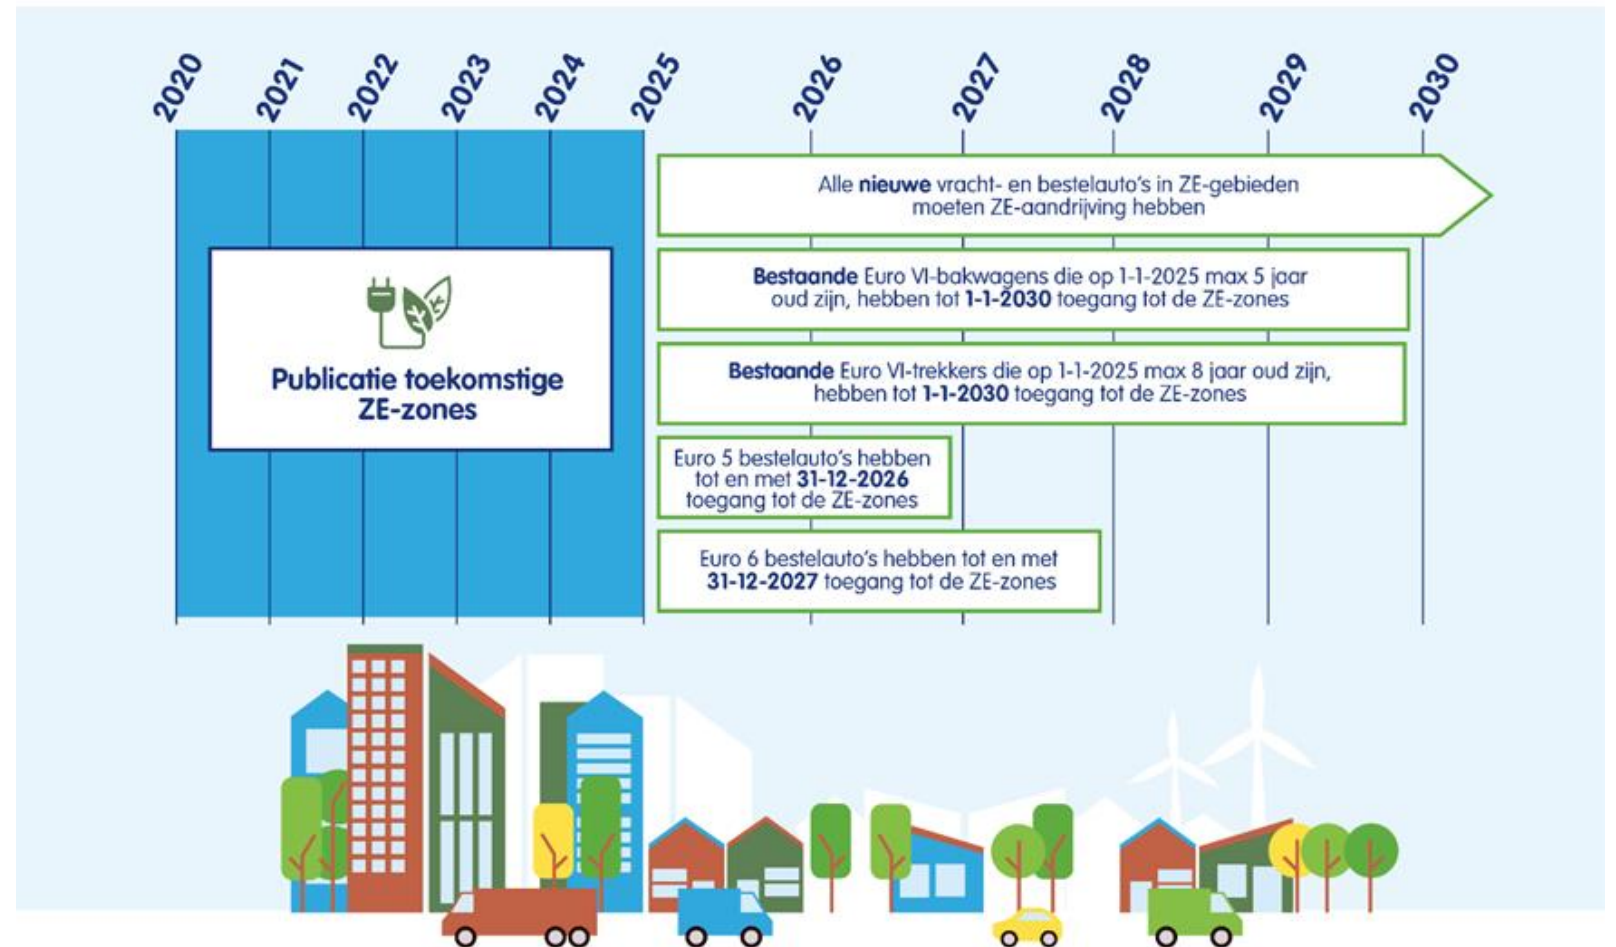 2020
2021
2022
2023
2024
2025
2026
2027
2028
2029
2030
Publicatie toekomstige
ZE-zones
Alle nieuwe vracht- en bestelauto's in ZE-gebieden
moeten ZE-aandrijving hebben
Bestaande Euro VI-bakwagens die op 1-1-2025 max 5 jaar
oud zijn, hebben tot 1-1-2030 toegang tot de ZE-zones
Bestaande Euro VI-trekkers die op 1-1-2025 max 8 jaar oud zijn,
hebben tot 1-1-2030 toegang tot de ZE-zones
Euro 5 bestelauto's hebben
tot en met 31-12-2026
toegang tot de ZE-zones
Euro 6 bestelauto's hebben tot en met
31-12-2027 toegang tot de ZE-zones